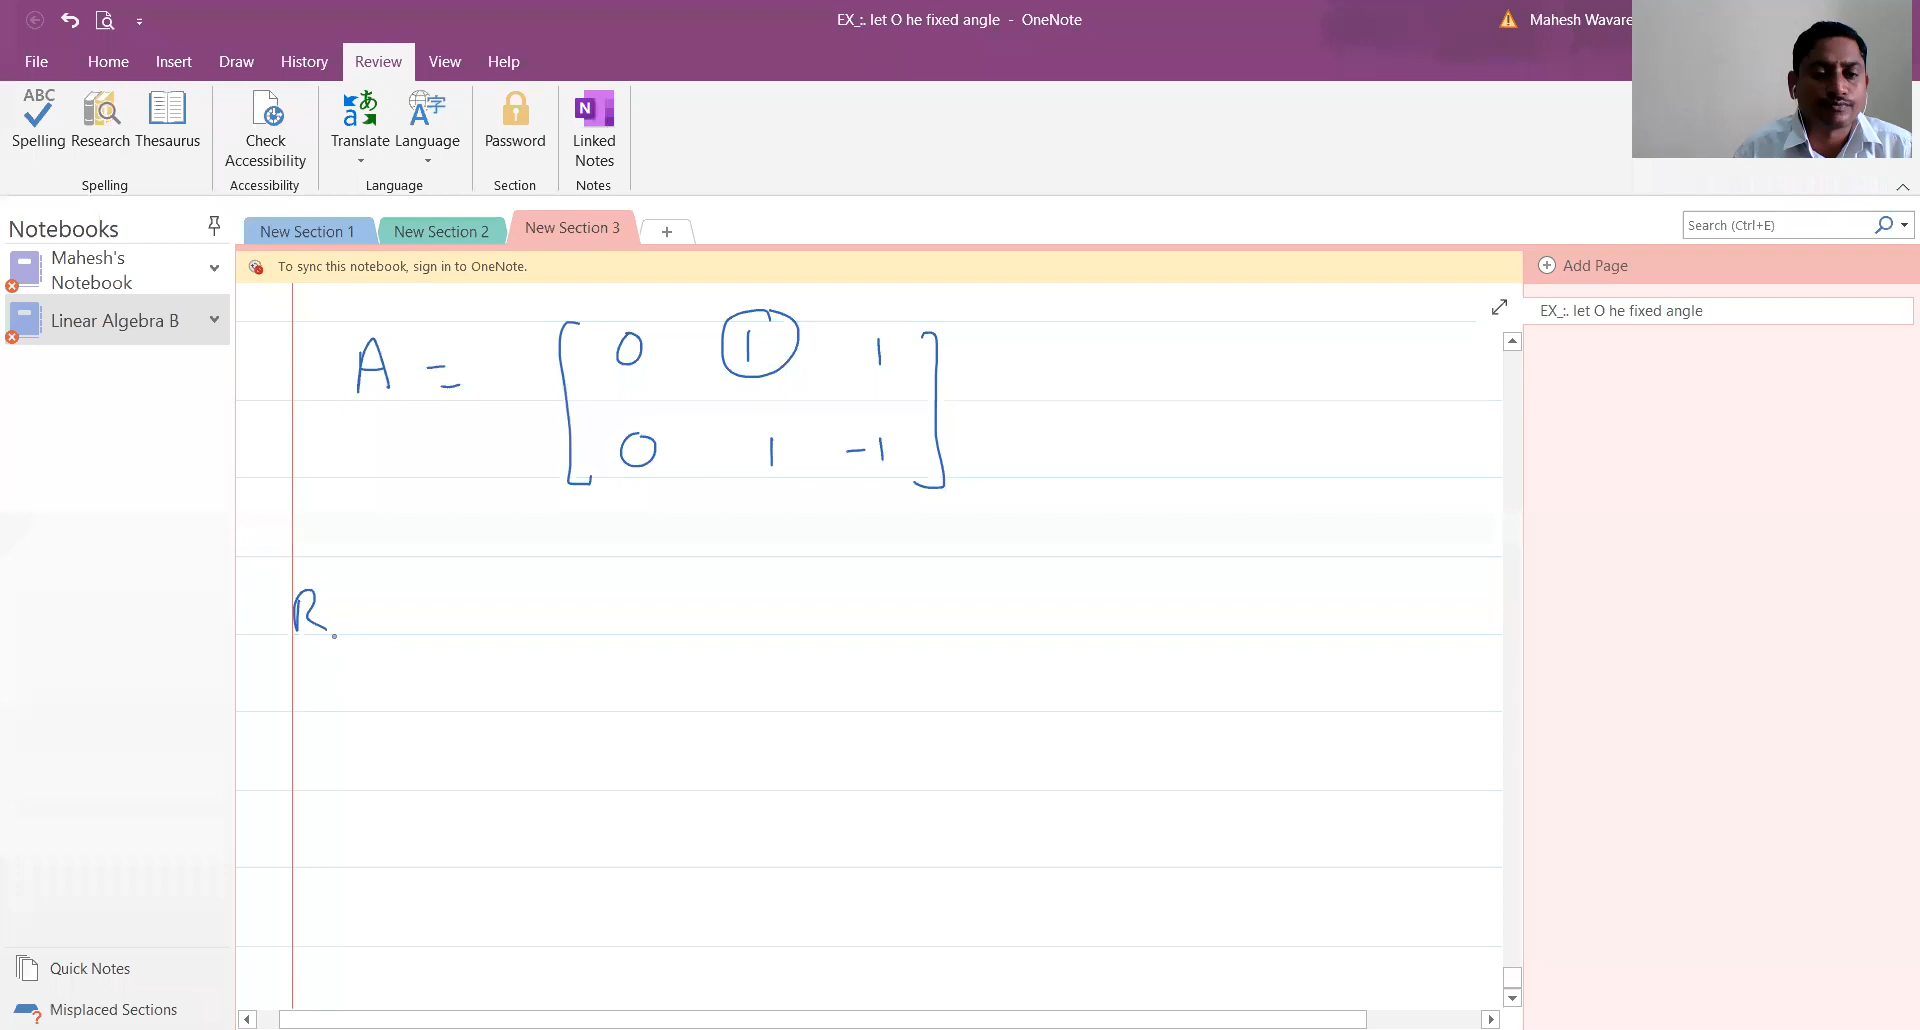 EX_:. let O he fixed angle - OneNote
Mahesh Wavare
File Home Insert Draw History Review View Help
ABC
Spelling Research Thesaurus
Check Accessibility
Translate Language
Password
Linked Notes
Spelling Accessibility Language Section Notes
Notebooks
New Section 1 New Section 2 New Section 3 +
Search (Ctrl+E)
Mahesh's Notebook
To sync this notebook, sign in to OneNote.
Add Page
Linear Algebra B
EX_:. let O he fixed angle
A = [ 0 1 1
0 1 -1 ]
R
Quick Notes
Misplaced Sections